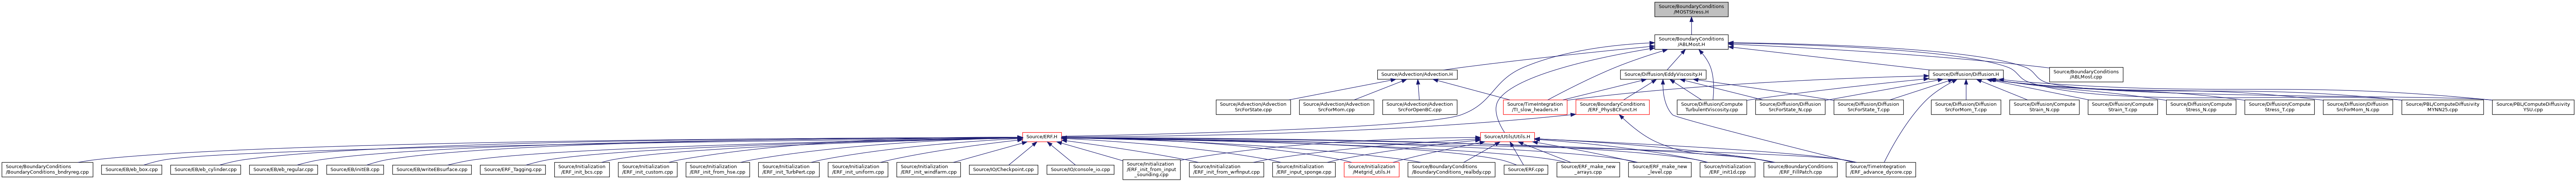 Source/BoundaryConditions
/MOSTStress.H
Source/BoundaryConditions
/ABLMost.H
Source/Advection/Advection.H
Source/Diffusion/EddyViscosity.H
Source/Diffusion/Diffusion.H
Source/BoundaryConditions
/ABLMost.cpp
Source/Advection/Advection
SrcForState.cpp
Source/Advection/Advection
SrcForMom.cpp
Source/Advection/Advection
SrcForOpenBC.cpp
Source/TimeIntegration
/TI_slow_headers.H
Source/BoundaryConditions
/ERF_PhysBCFunct.H
Source/Diffusion/Compute
TurbulentViscosity.cpp
Source/Diffusion/Diffusion
SrcForState_N.cpp
Source/Diffusion/Diffusion
SrcForState_T.cpp
Source/Diffusion/Diffusion
SrcForMom_T.cpp
Source/Diffusion/Compute
Strain_N.cpp
Source/Diffusion/Compute
Strain_T.cpp
Source/Diffusion/Compute
Stress_N.cpp
Source/Diffusion/Compute
Stress_T.cpp
Source/Diffusion/Diffusion
SrcForMom_N.cpp
Source/PBL/ComputeDiffusivity
MYNN25.cpp
Source/PBL/ComputeDiffusivity
YSU.cpp
Source/ERF.H
Source/Utils/Utils.H
Source/BoundaryConditions
/BoundaryConditions_bndryreg.cpp
Source/EB/eb_box.cpp
Source/EB/eb_cylinder.cpp
Source/EB/eb_regular.cpp
Source/EB/initEB.cpp
Source/EB/writeEBsurface.cpp
Source/ERF_Tagging.cpp
Source/Initialization
/ERF_init_bcs.cpp
Source/Initialization
/ERF_init_custom.cpp
Source/Initialization
/ERF_init_from_hse.cpp
Source/Initialization
/ERF_init_TurbPert.cpp
Source/Initialization
/ERF_init_uniform.cpp
Source/Initialization
/ERF_init_windfarm.cpp
Source/IO/Checkpoint.cpp
Source/IO/console_io.cpp
Source/Initialization
/ERF_init_from_input
_sounding.cpp
Source/Initialization
/ERF_init_from_wrfinput.cpp
Source/Initialization
/ERF_input_sponge.cpp
Source/Initialization
/Metgrid_utils.H
Source/BoundaryConditions
/BoundaryConditions_realbdy.cpp
Source/ERF.cpp
Source/ERF_make_new
_arrays.cpp
Source/ERF_make_new
_level.cpp
Source/Initialization
/ERF_init1d.cpp
Source/BoundaryConditions
/ERF_FillPatch.cpp
Source/TimeIntegration
/ERF_advance_dycore.cpp